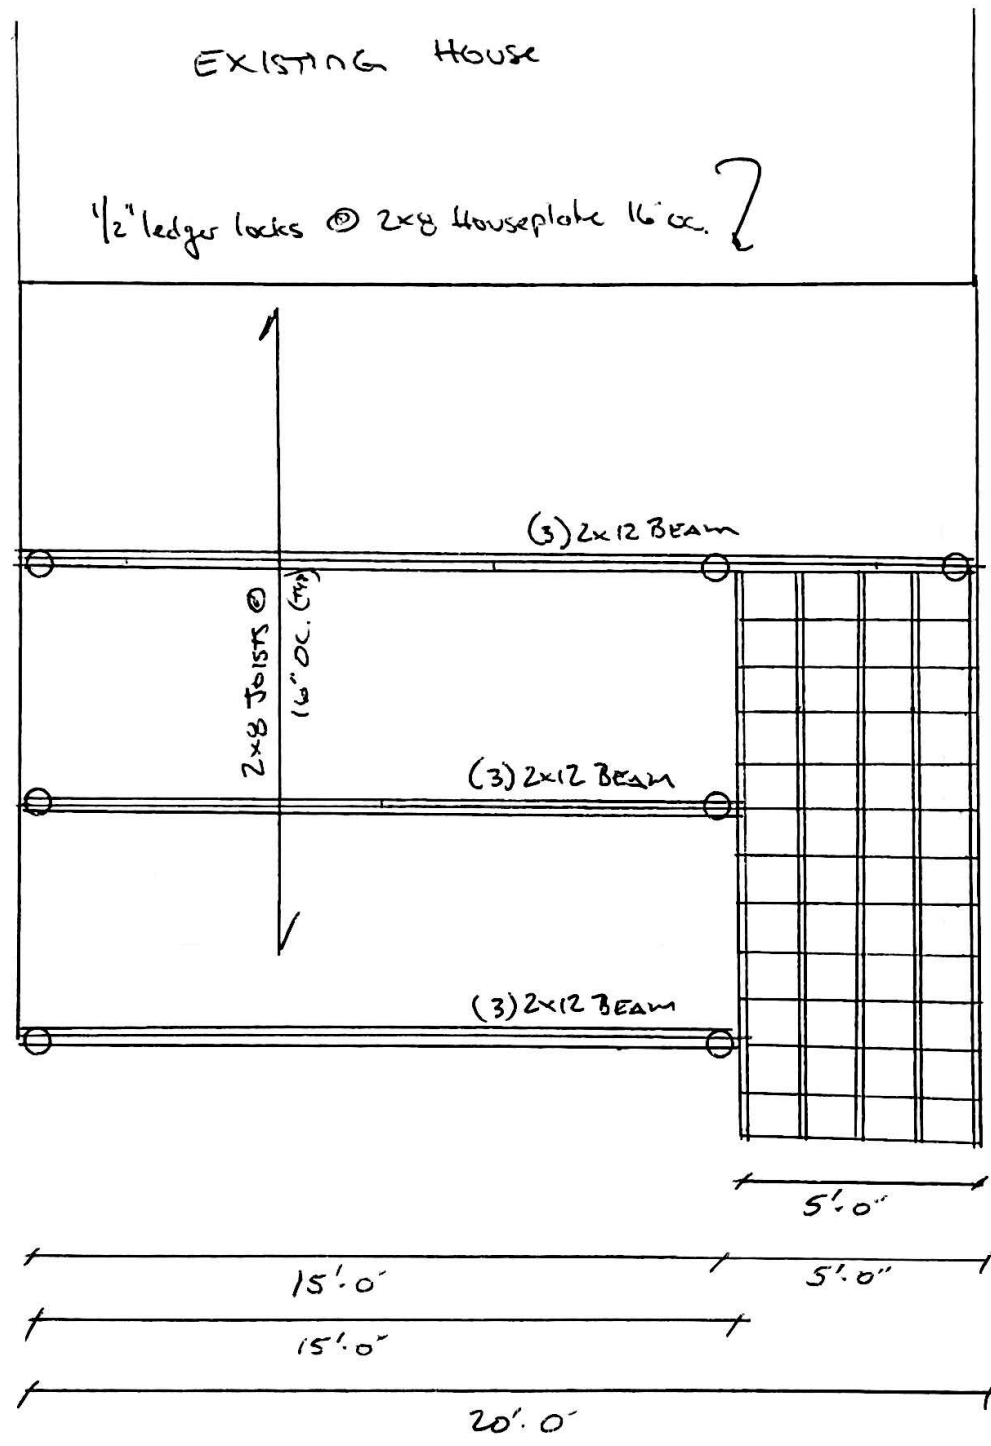 EXISTING HOUSE
1/2" ledger locks @ 2x8 Houseplate 16" oc. ?
(3) 2x12 BEAM
2x8 JOISTS @
16" OC. (TYP)
(3) 2x12 BEAM
(3) 2x12 BEAM
5'-0"
15'-0"
5'-0"
15'-0"
20'-0"